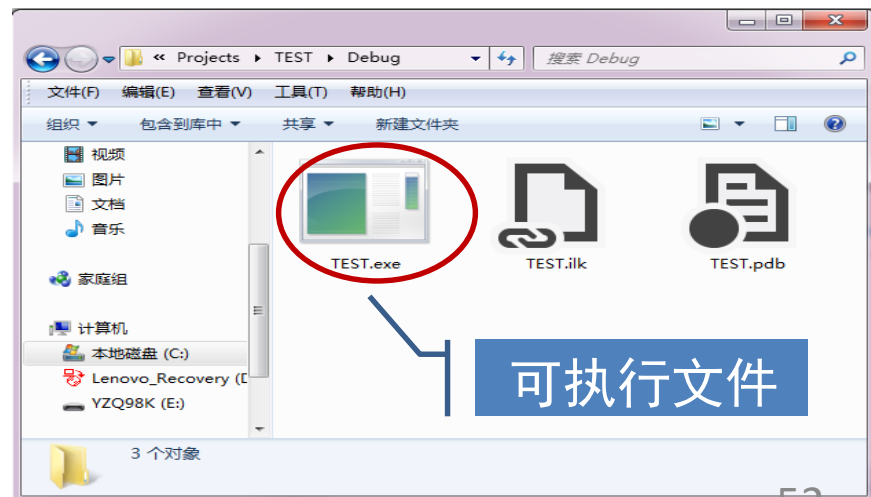 « Projects ▸ TEST ▸ Debug
搜索 Debug
文件(F) 编辑(E) 查看(V) 工具(T) 帮助(H)
组织 包含到库中 共享 新建文件夹
视频
图片
文档
音乐
家庭组
计算机
本地磁盘 (C:)
Lenovo_Recovery (D
YZQ98K (E:)
TEST.exe
TEST.ilk
TEST.pdb
可执行文件
3 个对象